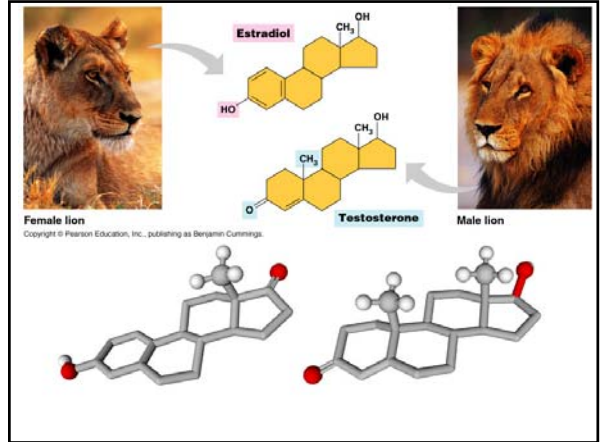 Estradiol
OH
CH3
HO
OH
CH3
CH3
O
Testosterone
Female lion
Male lion
Copyright © Pearson Education, Inc., publishing as Benjamin Cummings.